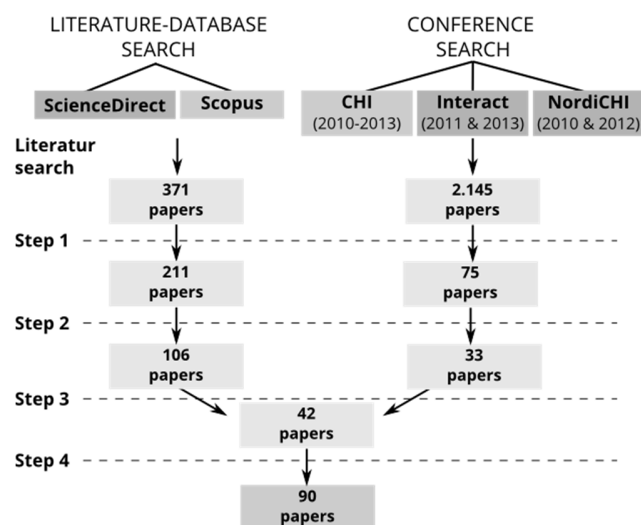 LITERATURE-DATABASE
SEARCH
CONFERENCE
SEARCH
ScienceDirect
Scopus
CHI
(2010-2013)
Interact
(2011 & 2013)
NordiCHI
(2010 & 2012)
Literatur
search
371
papers
2.145
papers
Step 1
211
papers
75
papers
Step 2
106
papers
33
papers
Step 3
42
papers
Step 4
90
papers